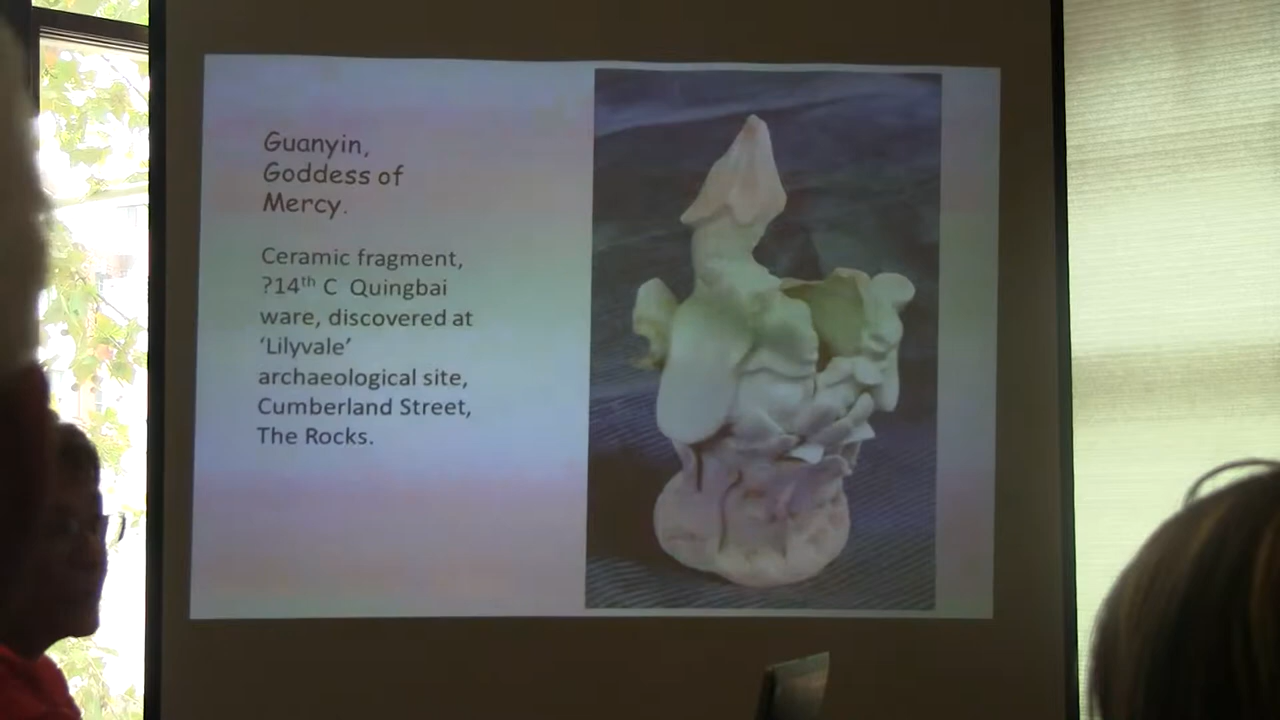 Guanyin,
Goddess of
Mercy.
Ceramic fragment,
?14th C Quingbai
ware, discovered at
‘Lilyvale’
archaeological site,
Cumberland Street,
The Rocks.